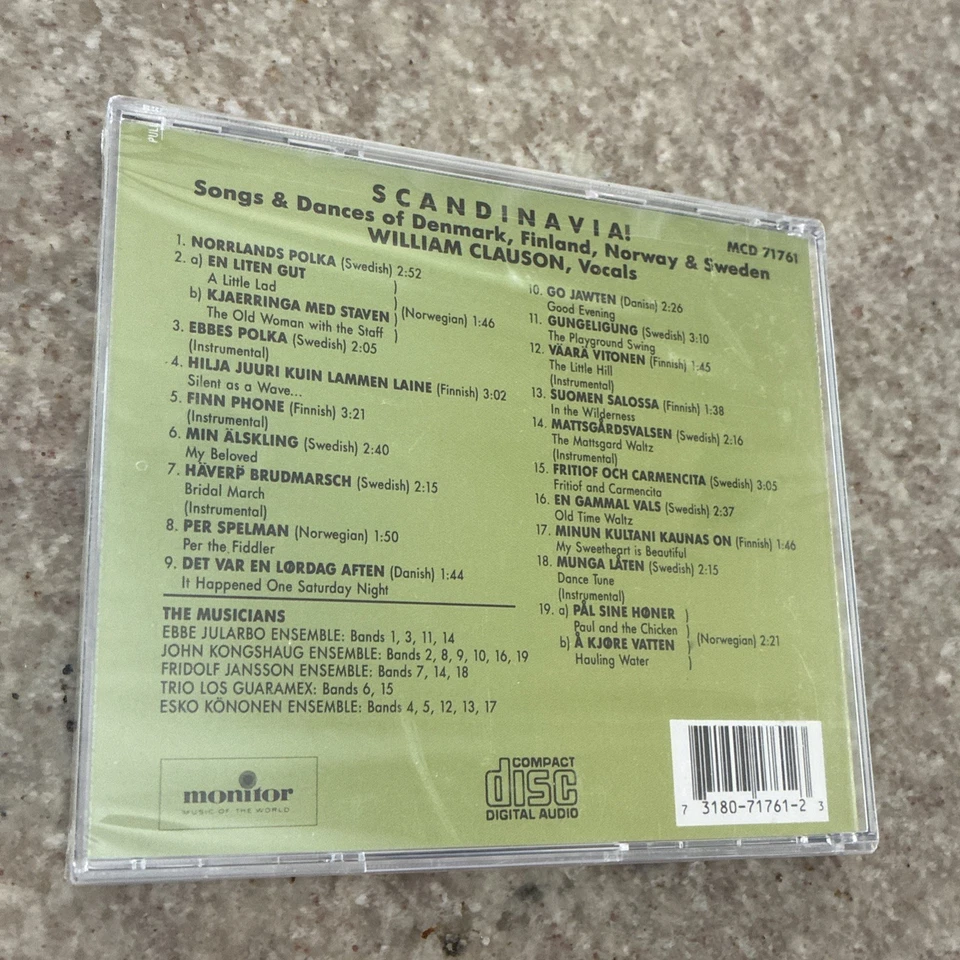 PULL
SCANDINAVIA!
Songs & Dances of Denmark, Finland, Norway & Sweden
WILLIAM CLAUSON, Vocals
MCD 71761
1. NORRLANDS POLKA (Swedish) 2:52
2. a) EN LITEN GUT
A Little Lad
b) KJAERRINGA MED STAVEN
The Old Woman with the Staff
(Norwegian) 1:46
3. EBBES POLKA (Swedish) 2:05
(Instrumental)
4. HILJA JUURI KUIN LAMMEN LAINE (Finnish) 3:02
Silent as a Wave...
5. FINN PHONE (Finnish) 3:21
(Instrumental)
6. MIN ÄLSKLING (Swedish) 2:40
My Beloved
7. HÄVERP BRUDMARSCH (Swedish) 2:15
Bridal March
(Instrumental)
8. PER SPELMAN (Norwegian) 1:50
Per the Fiddler
9. DET VAR EN LØRDAG AFTEN (Danish) 1:44
It Happened One Saturday Night
THE MUSICIANS
EBBE JULARBO ENSEMBLE: Bands 1, 3, 11, 14
JOHN KONGSHAUG ENSEMBLE: Bands 2, 8, 9, 10, 16, 19
FRIDOLF JANSSON ENSEMBLE: Bands 7, 14, 18
TRIO LOS GUARAMEX: Bands 6, 15
ESKO KÖNONEN ENSEMBLE: Bands 4, 5, 12, 13, 17
10. GO JAWTEN (Danish) 2:26
Good Evening
11. GUNGELIGUNG (Swedish) 3:10
The Playground Swing
12. VÄARÄ VITONEN (Finnish) 1:45
The Little Hill
(Instrumental)
13. SUOMEN SALOSSA (Finnish) 1:38
In the Wilderness
14. MATTSGÅRDSVALSEN (Swedish) 2:16
The Mattsgard Waltz
(Instrumental)
15. FRITIOF OCH CARMENCITA (Swedish) 3:05
Fritiof and Carmencita
16. EN GAMMAL VALS (Swedish) 2:37
Old Time Waltz
17. MINUN KULTANI KAUNAS ON (Finnish) 1:46
My Sweetheart is Beautiful
18. MUNGA LÅTEN (Swedish) 2:15
Dance Tune
(Instrumental)
19. a) PÅL SINE HØNER
Paul and the Chicken
b) Å KJØRE VATTEN
Hauling Water
(Norwegian) 2:21
monitor
MUSIC OF THE WORLD
COMPACT
disc
DIGITAL AUDIO
7 3180-71761-2 3